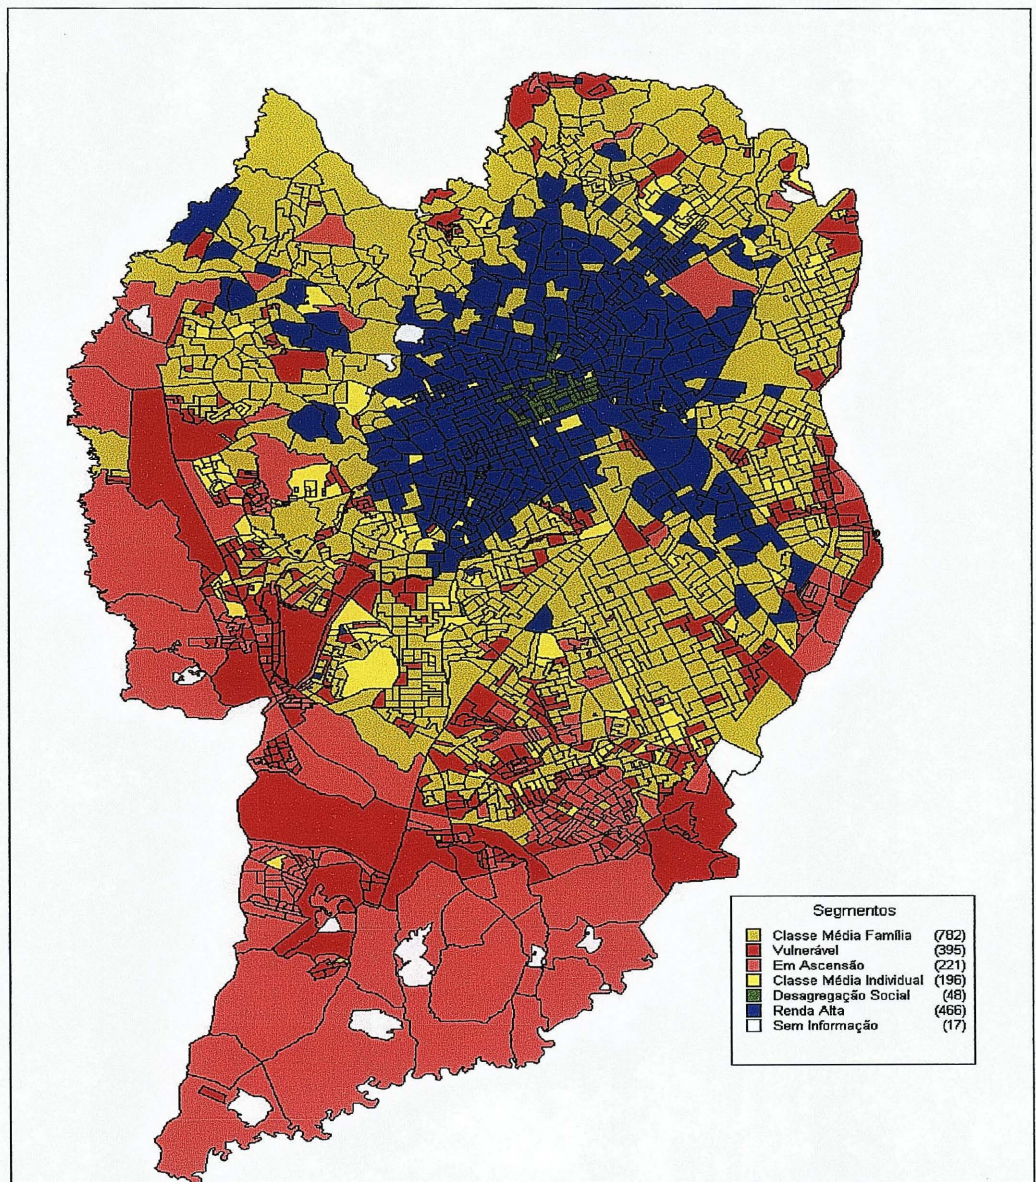 Segmentos
Classe Média Família (782)
Vulnerável (395)
Em Ascensão (221)
Classe Média Individual (196)
Desagregação Social (48)
Renda Alta (466)
Sem Informação (17)